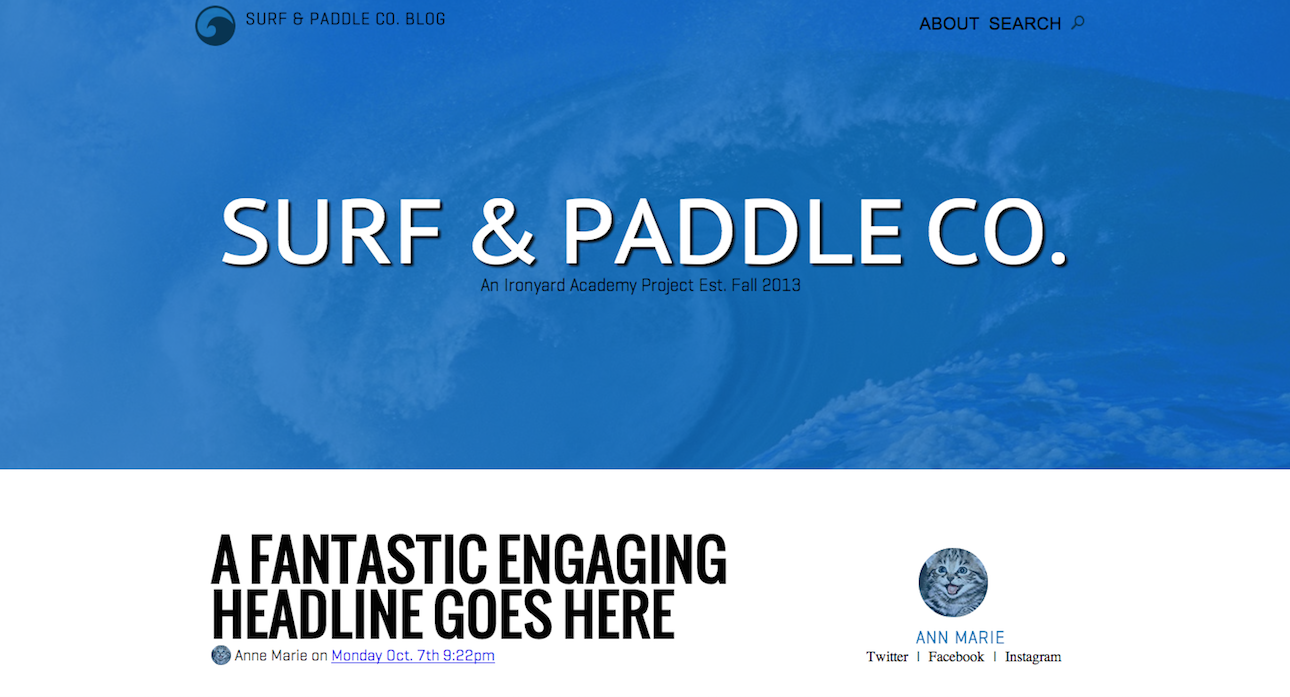 SURF & PADDLE CO. BLOG
ABOUT SEARCH
SURF & PADDLE CO.
An Ironyard Academy Project Est. Fall 2013
A FANTASTIC ENGAGING
HEADLINE GOES HERE
Anne Marie on Monday Oct. 7th 9:22pm
ANN MARIE
Twitter | Facebook | Instagram